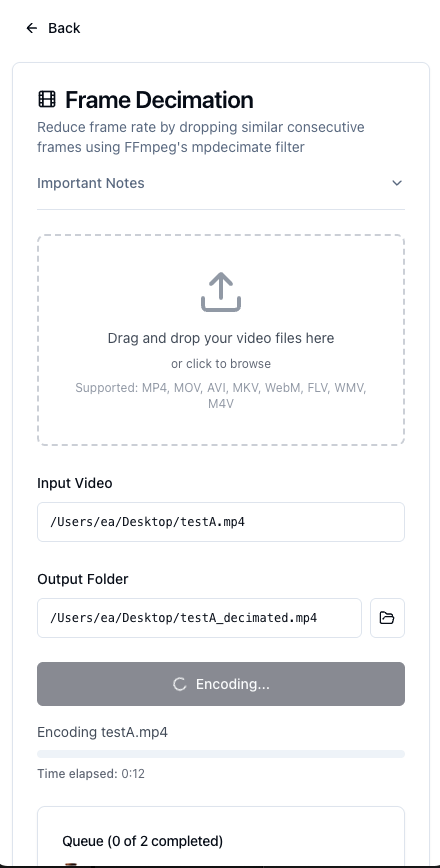 Back
Frame Decimation
Reduce frame rate by dropping similar consecutive
frames using FFmpeg's mpdecimate filter
Important Notes
Drag and drop your video files here
or click to browse
Supported: MP4, MOV, AVI, MKV, WebM, FLV, WMV,
M4V
Input Video
/Users/ea/Desktop/testA.mp4
Output Folder
/Users/ea/Desktop/testA_decimated.mp4
Encoding...
Encoding testA.mp4
Time elapsed: 0:12
Queue (0 of 2 completed)